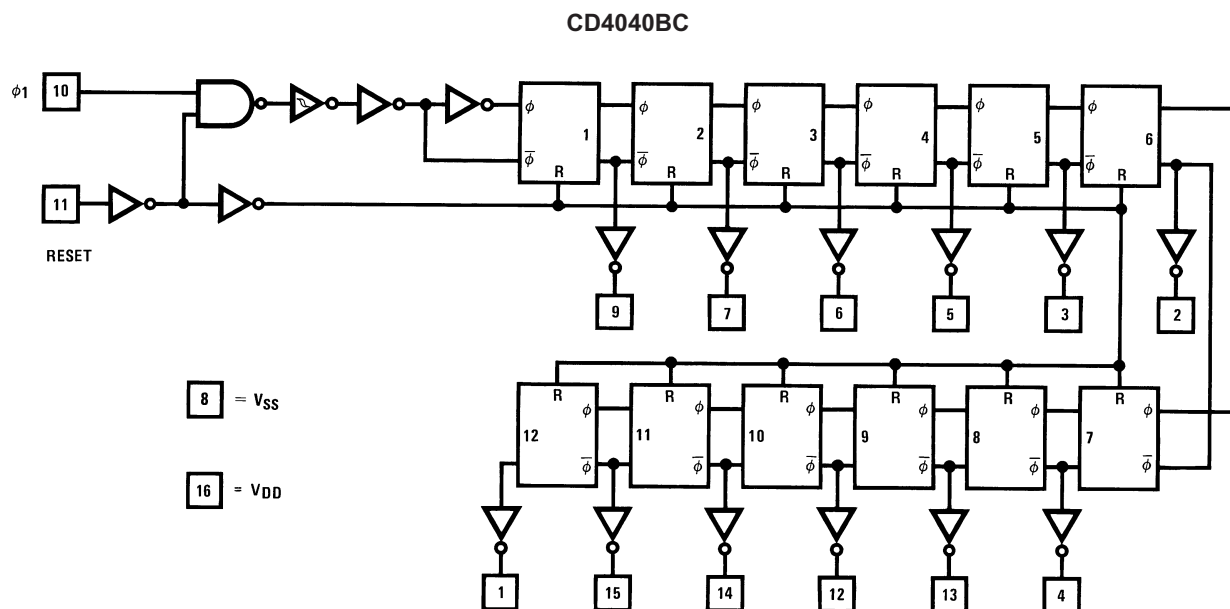 CD4040BC
ϕ1 10
ϕ ϕ ϕ ϕ ϕ
1 2 3 4 5 6
ϕ̅ ϕ̅ ϕ̅ ϕ̅ ϕ̅ ϕ̅
R R R R R R
11
RESET
9 7 6 5 3 2
R R R R R R
8 = VSS
ϕ ϕ ϕ ϕ ϕ ϕ
12 11 10 9 8 7
ϕ̅ ϕ̅ ϕ̅ ϕ̅ ϕ̅ ϕ̅
16 = VDD
1 15 14 12 13 4